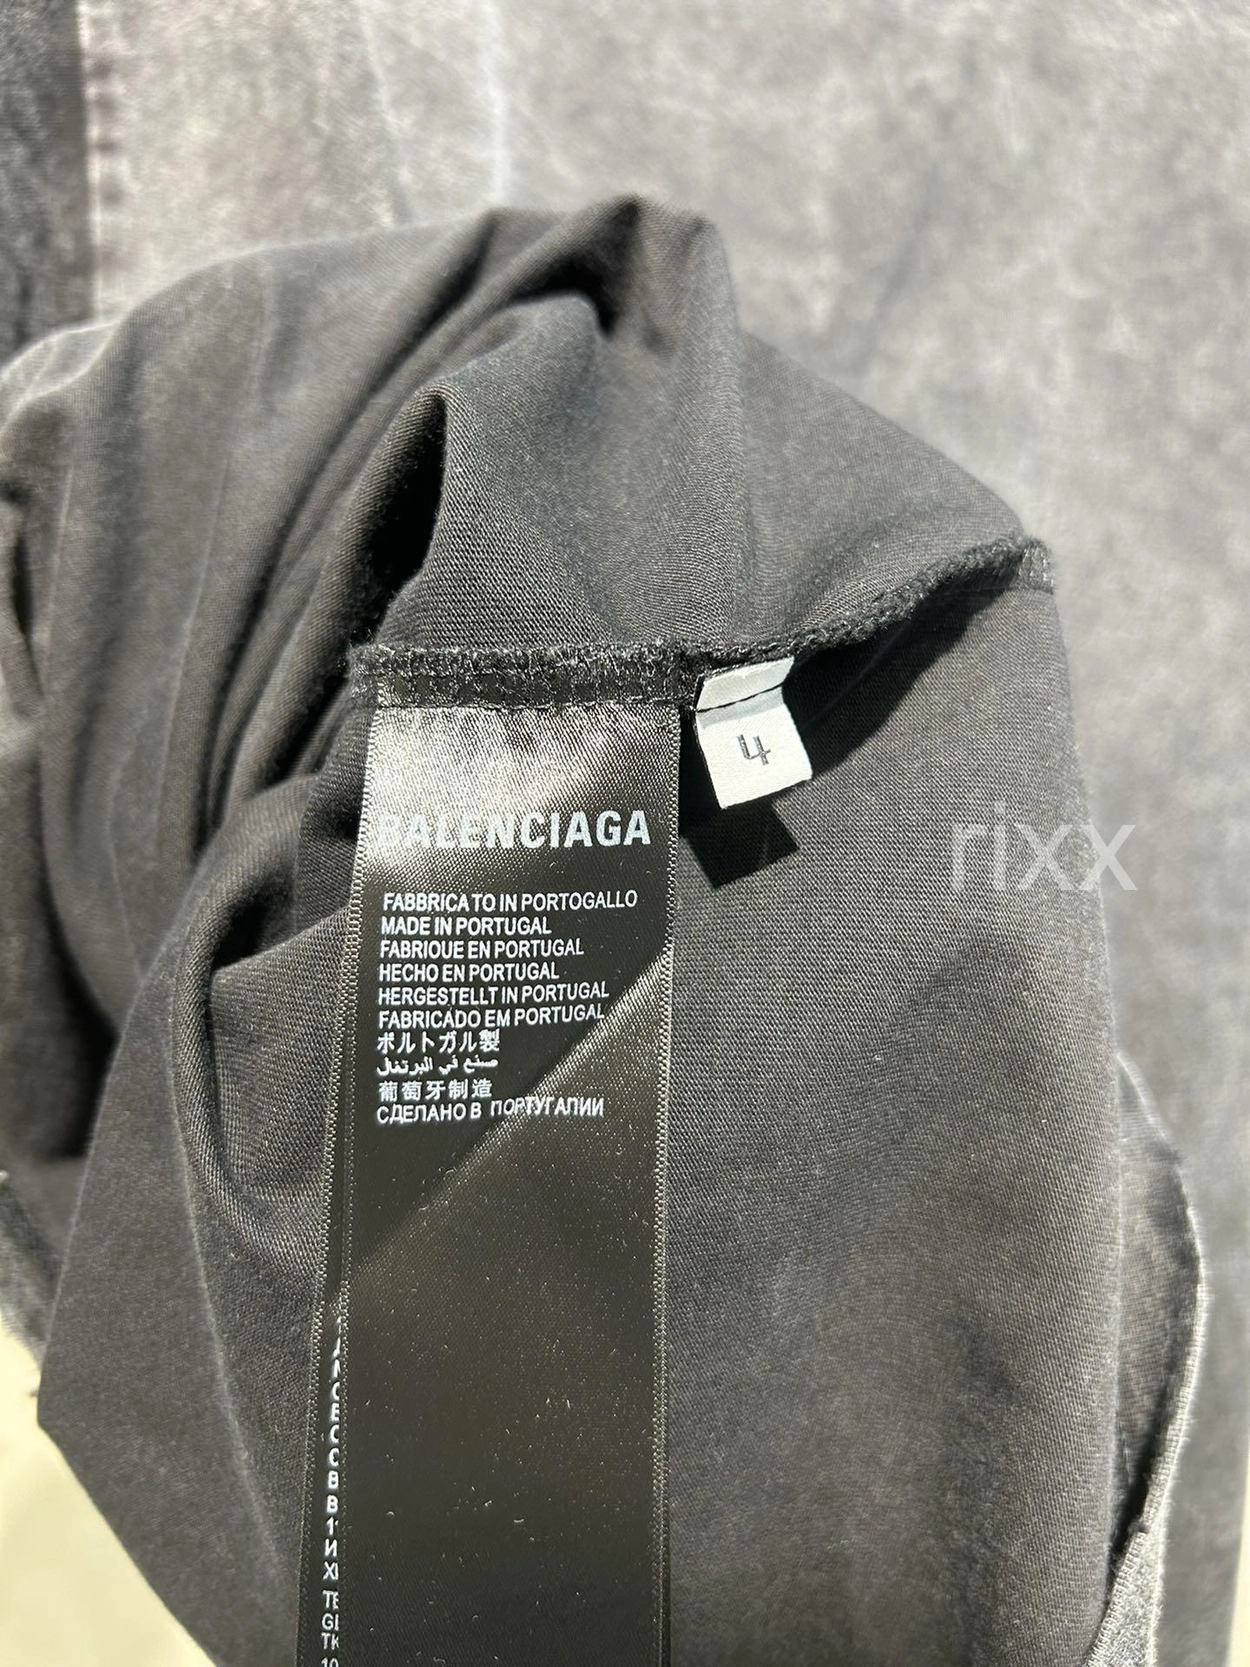 4
BALENCIAGA
FABBRICATO IN PORTOGALLO
MADE IN PORTUGAL
FABRIQUE EN PORTUGAL
HECHO EN PORTUGAL
HERGESTELLT IN PORTUGAL
FABRICADO EM PORTUGAL
ポルトガル製
صنع في البرتغال
葡萄牙制造
СДЕЛАНО В ПОРТУГАЛИИ
rixx